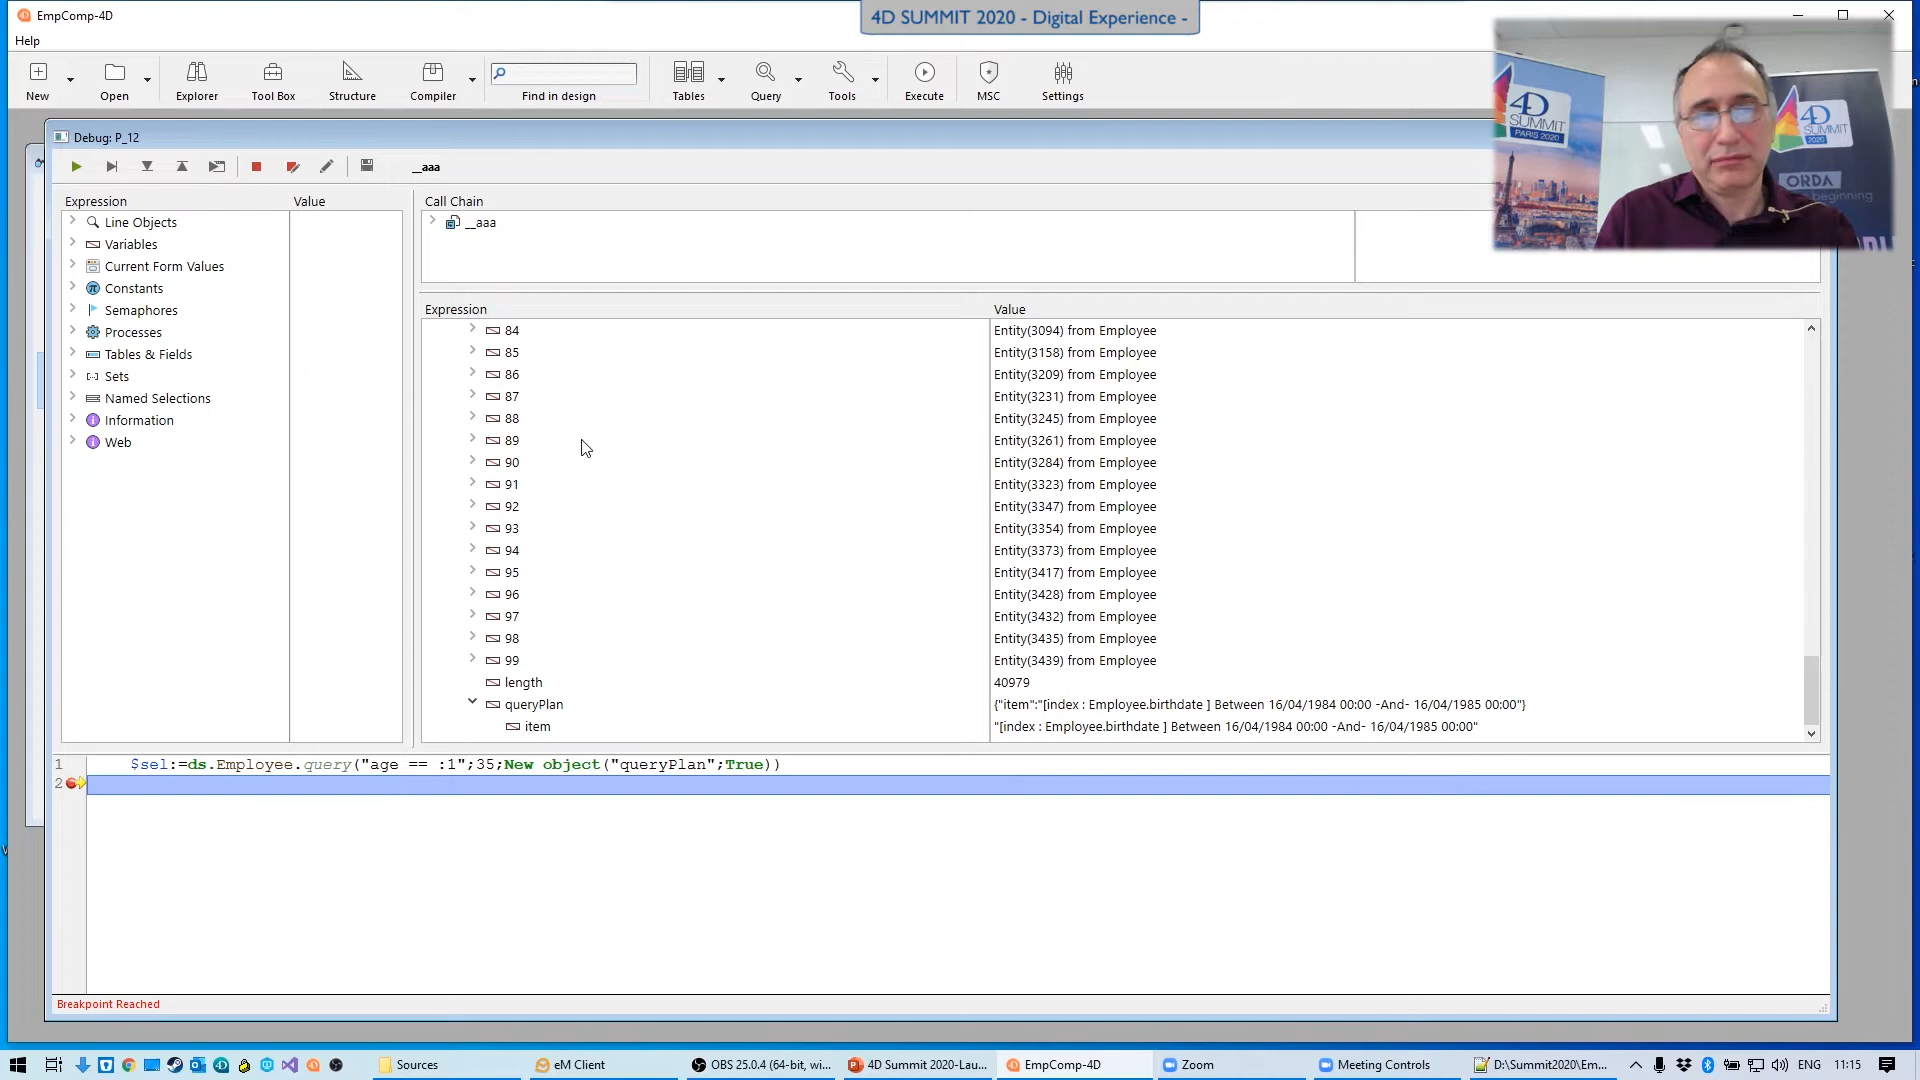 EmpComp-4D
4D SUMMIT 2020 - Digital Experience -
Help
New
Open
Explorer
Tool Box
Structure
Compiler
Find in design
Tables
Query
Tools
Execute
MSC
Settings
4D
SUMMIT
PARIS 2020
4D
SUMMIT
PARIS 2020
ORDA
beginning
Debug: P_12
__aaa
Expression Value
Line Objects
Variables
Current Form Values
Constants
Semaphores
Processes
Tables & Fields
Sets
Named Selections
Information
Web
Call Chain
__aaa
Expression Value
84 Entity(3094) from Employee
85 Entity(3158) from Employee
86 Entity(3209) from Employee
87 Entity(3231) from Employee
88 Entity(3245) from Employee
89 Entity(3261) from Employee
90 Entity(3284) from Employee
91 Entity(3323) from Employee
92 Entity(3347) from Employee
93 Entity(3354) from Employee
94 Entity(3373) from Employee
95 Entity(3417) from Employee
96 Entity(3428) from Employee
97 Entity(3432) from Employee
98 Entity(3435) from Employee
99 Entity(3439) from Employee
length 40979
queryPlan {"item":"[index : Employee.birthdate ] Between 16/04/1984 00:00 -And- 16/04/1985 00:00"}
item "[index : Employee.birthdate ] Between 16/04/1984 00:00 -And- 16/04/1985 00:00"
1 $sel:=ds.Employee.query("age == :1";35;New object("queryPlan";True))
2
Breakpoint Reached
Sources
eM Client
OBS 25.0.4 (64-bit, wi...
4D Summit 2020-Lau...
EmpComp-4D
Zoom
Meeting Controls
D:\Summit2020\Em...
ENG
11:15